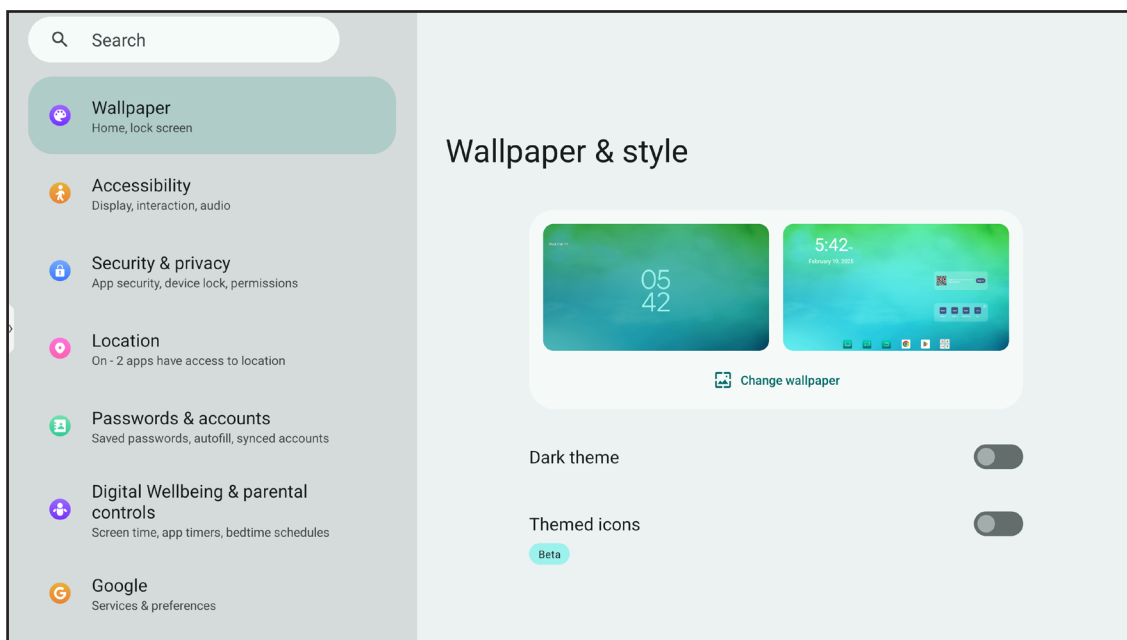 Search
Wallpaper
Home, lock screen
Accessibility
Display, interaction, audio
Security & privacy
App security, device lock, permissions
Location
On - 2 apps have access to location
Passwords & accounts
Saved passwords, autofill, synced accounts
Digital Wellbeing & parental
controls
Screen time, app timers, bedtime schedules
Google
Services & preferences
Wallpaper & style
05
42
5:42
February 19, 2025
Change wallpaper
Dark theme
Themed icons
Beta